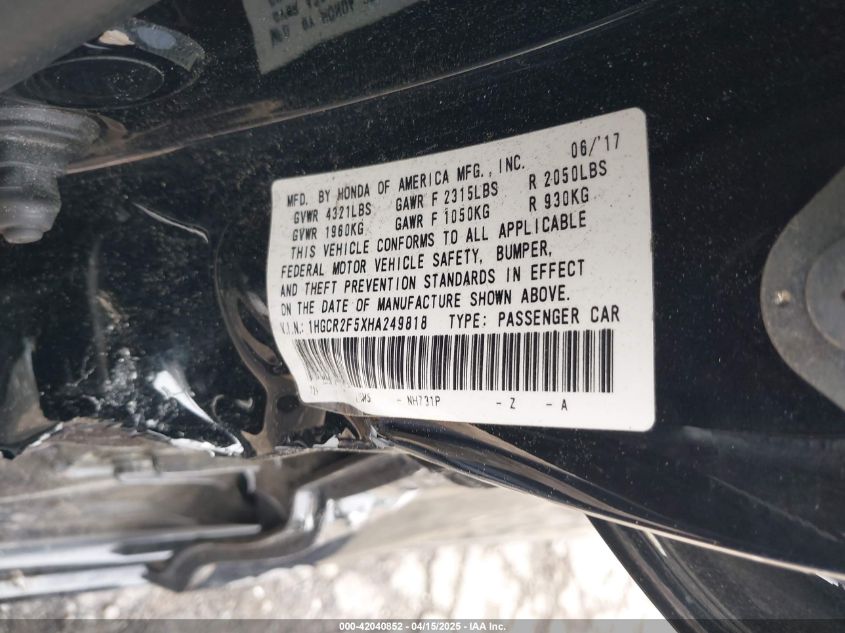 MFD. BY HONDA OF AMERICA MFG., INC. 06/'17
GVWR 4321LBS GAWR F 2315LBS R 2050LBS
GVWR 1960KG GAWR F 1050KG R 930KG
THIS VEHICLE CONFORMS TO ALL APPLICABLE
FEDERAL MOTOR VEHICLE SAFETY, BUMPER,
AND THEFT PREVENTION STANDARDS IN EFFECT
ON THE DATE OF MANUFACTURE SHOWN ABOVE.
V.I.N.: 1HGCR2F5XHA249818 TYPE: PASSENGER CAR
NH731P - Z - A
000-42040852 - 04/15/2025 - IAA Inc.